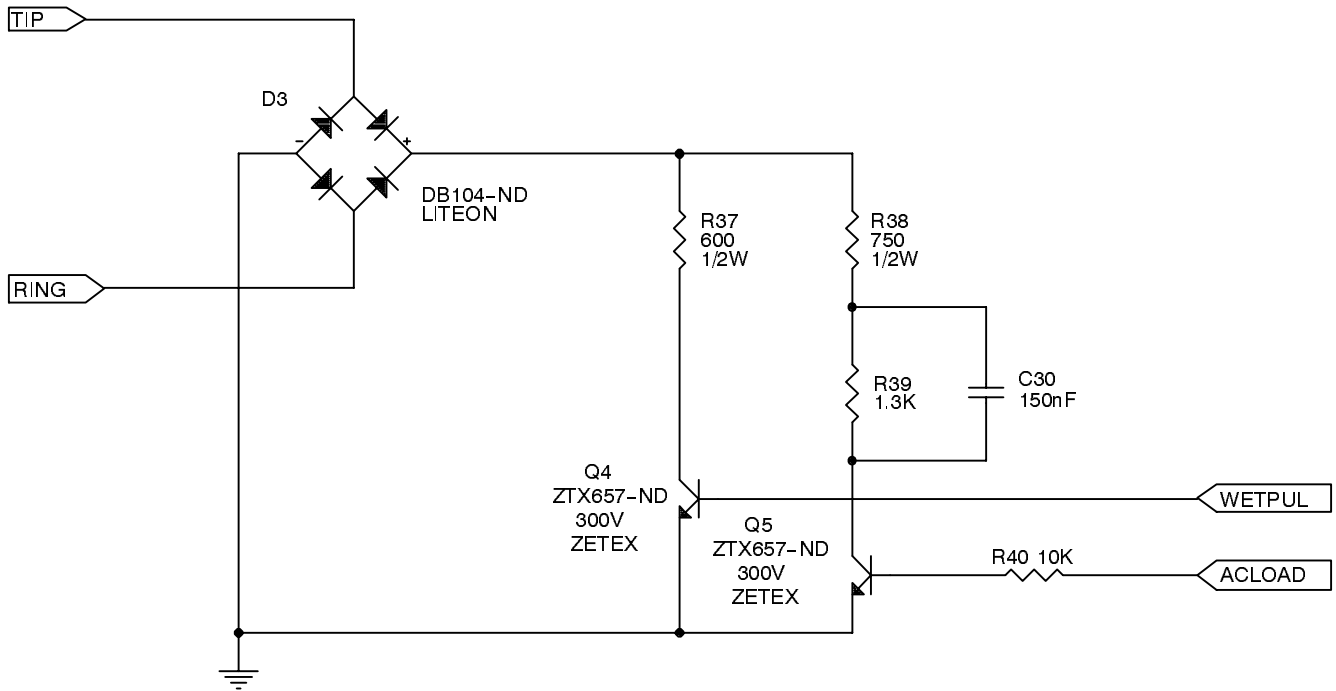 TIP
D3
-
+
DB104-ND
LITEON
RING
R37
600
1/2W
R38
750
1/2W
R39
1.3K
C30
150nF
Q4
ZTX657-ND
300V
ZETEX
WETPUL
Q5
ZTX657-ND
300V
ZETEX
R40 10K
ACLOAD